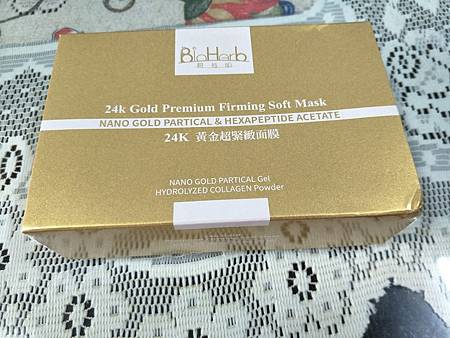 BioHerb
24k Gold Premium Firming Soft Mask
NANO GOLD PARTICAL & HEXAPEPTIDE ACETATE
24K 黃金超緊緻面膜
NANO GOLD PARTICAL Gel
HYDROLYZED COLLAGEN Powder